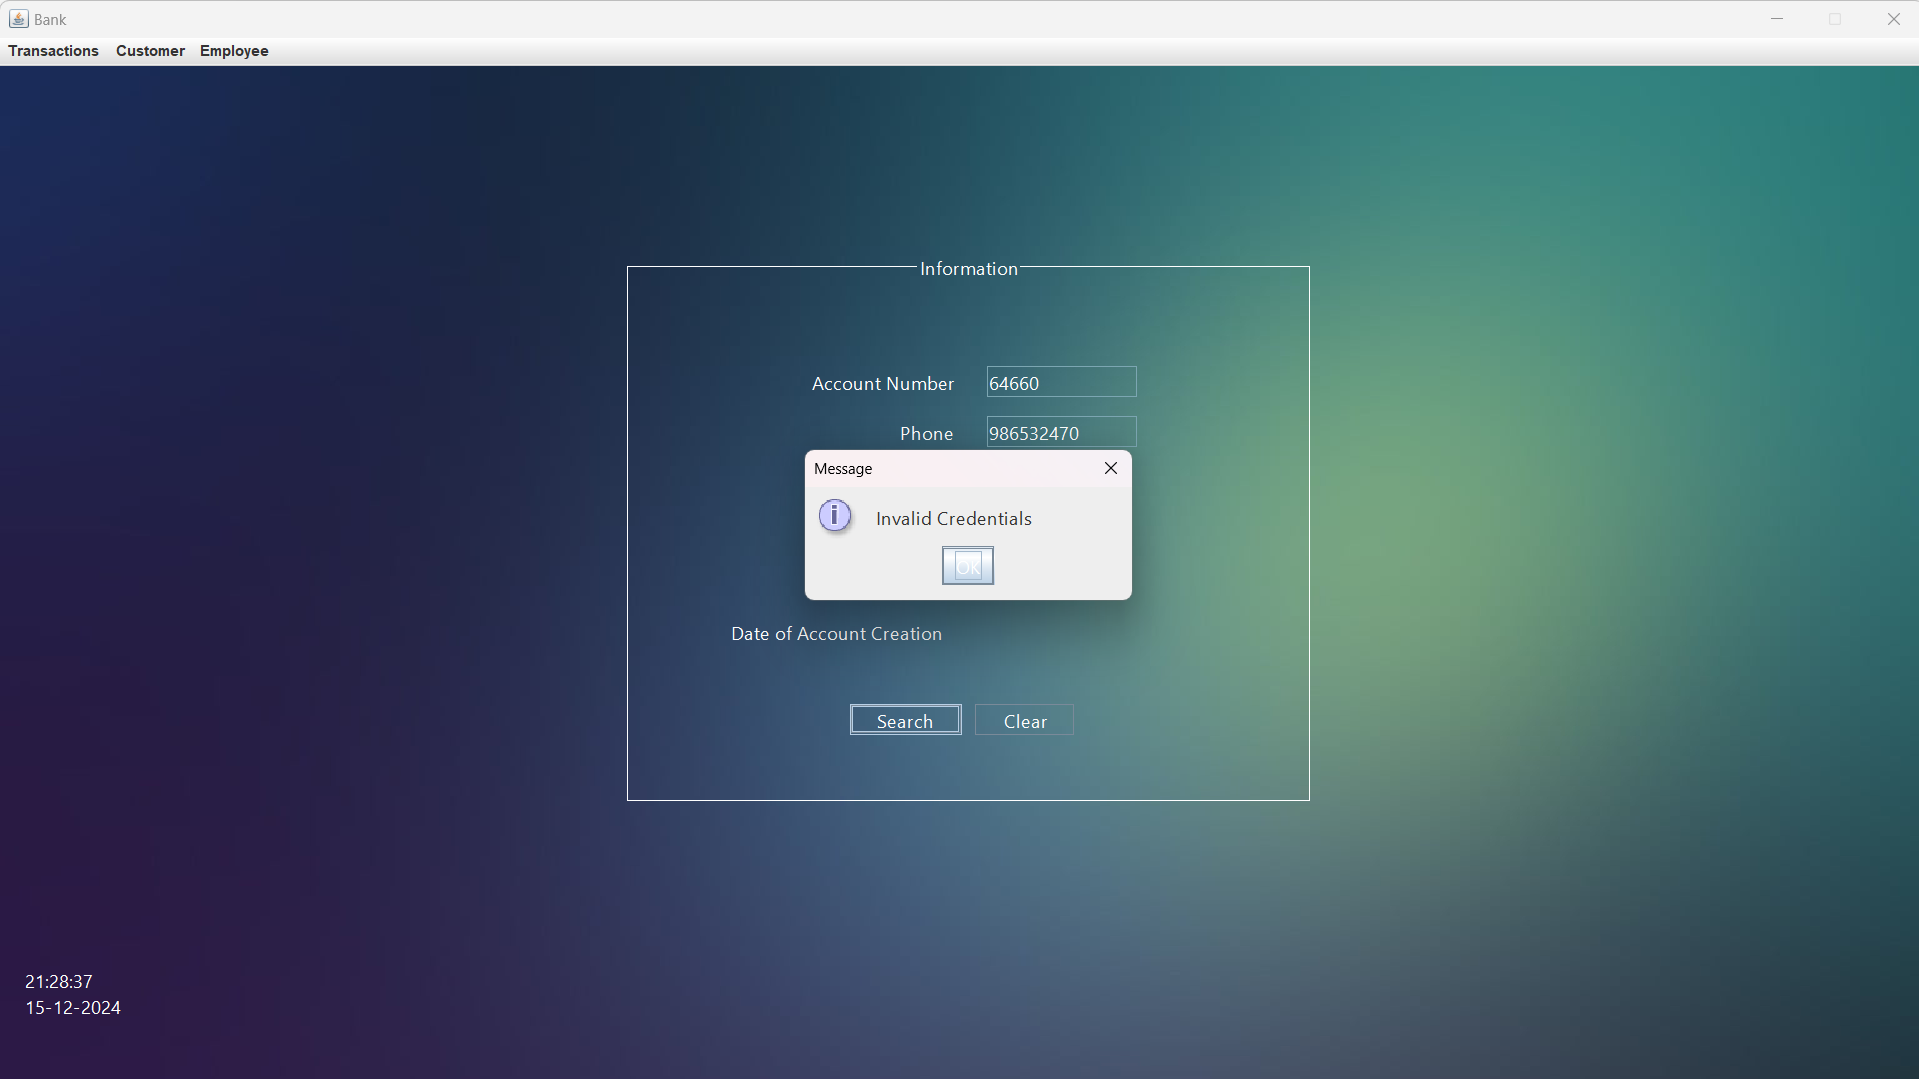 Bank
Transactions Customer Employee
Information
Account Number 64660
Phone 986532470
Message
Invalid Credentials
OK
Date of Account Creation
Search Clear
21:28:37
15-12-2024